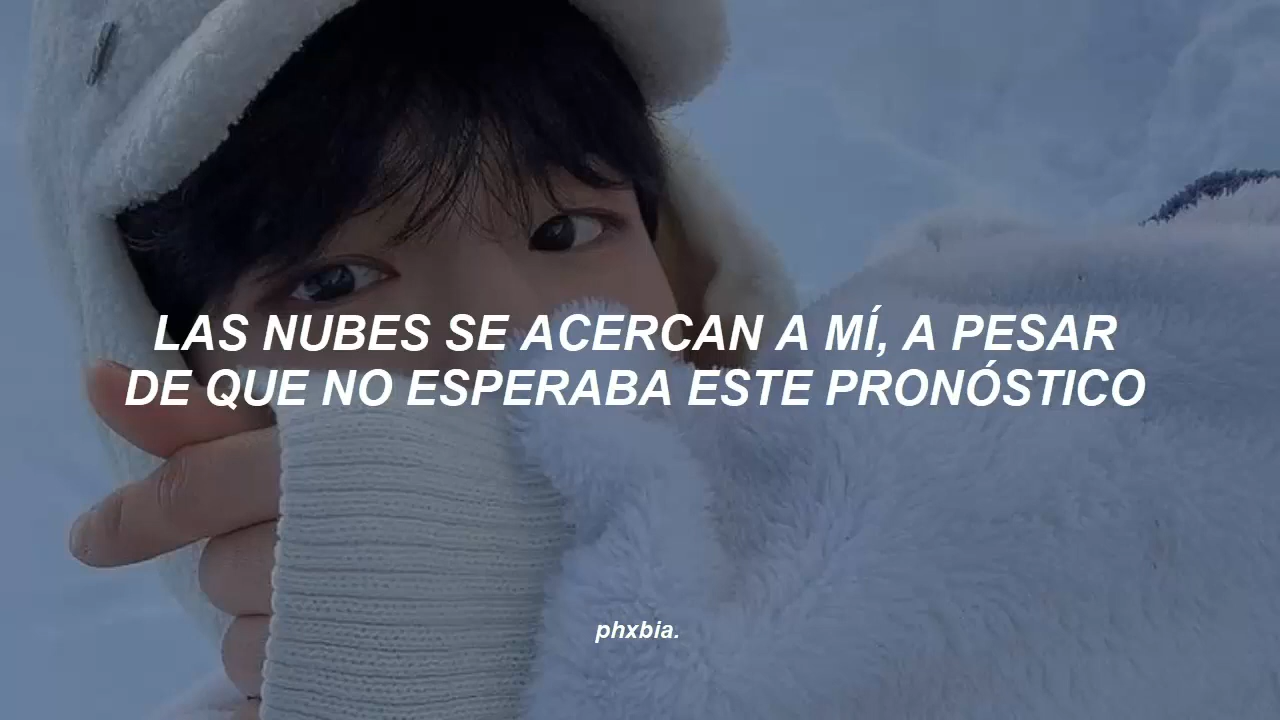 LAS NUBES SE ACERCAN A MÍ, A PESAR
DE QUE NO ESPERABA ESTE PRONÓSTICO
phxbia.